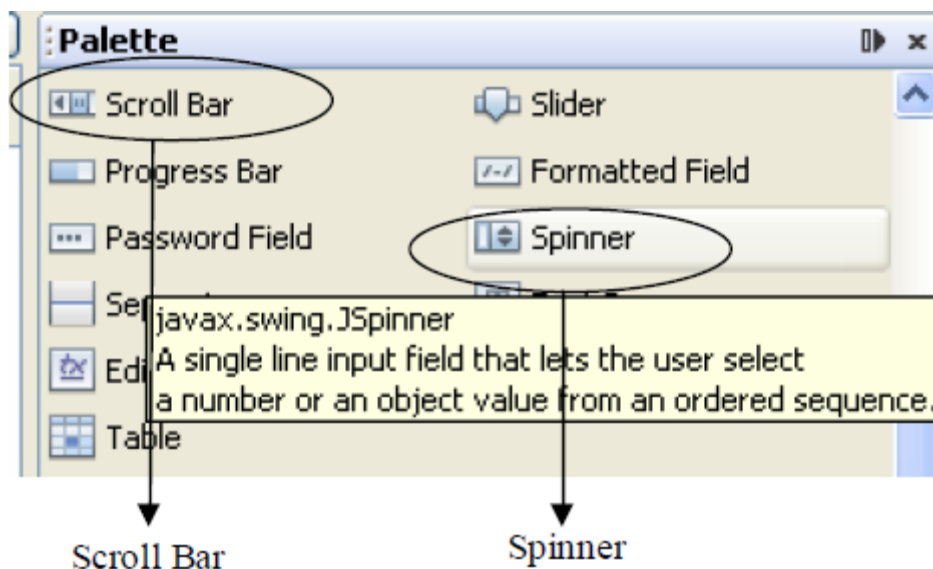 Palette
Scroll Bar
Slider
Progress Bar
Formatted Field
Password Field
Spinner
javax.swing.JSpinner
A single line input field that lets the user select
a number or an object value from an ordered sequence.
Table
Scroll Bar
Spinner